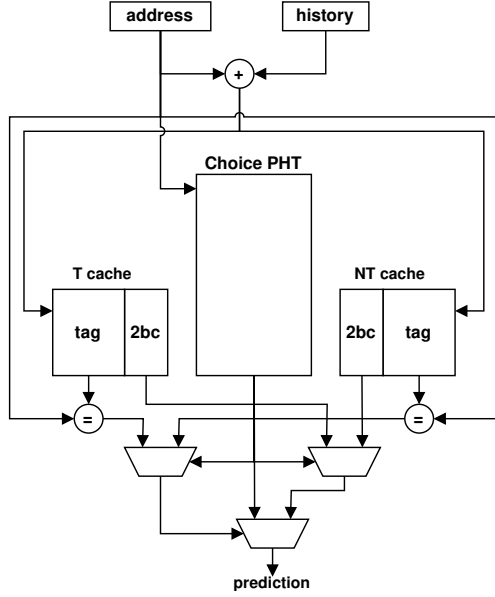 address
history
+
Choice PHT
T cache
NT cache
tag
2bc
2bc
tag
=
=
prediction